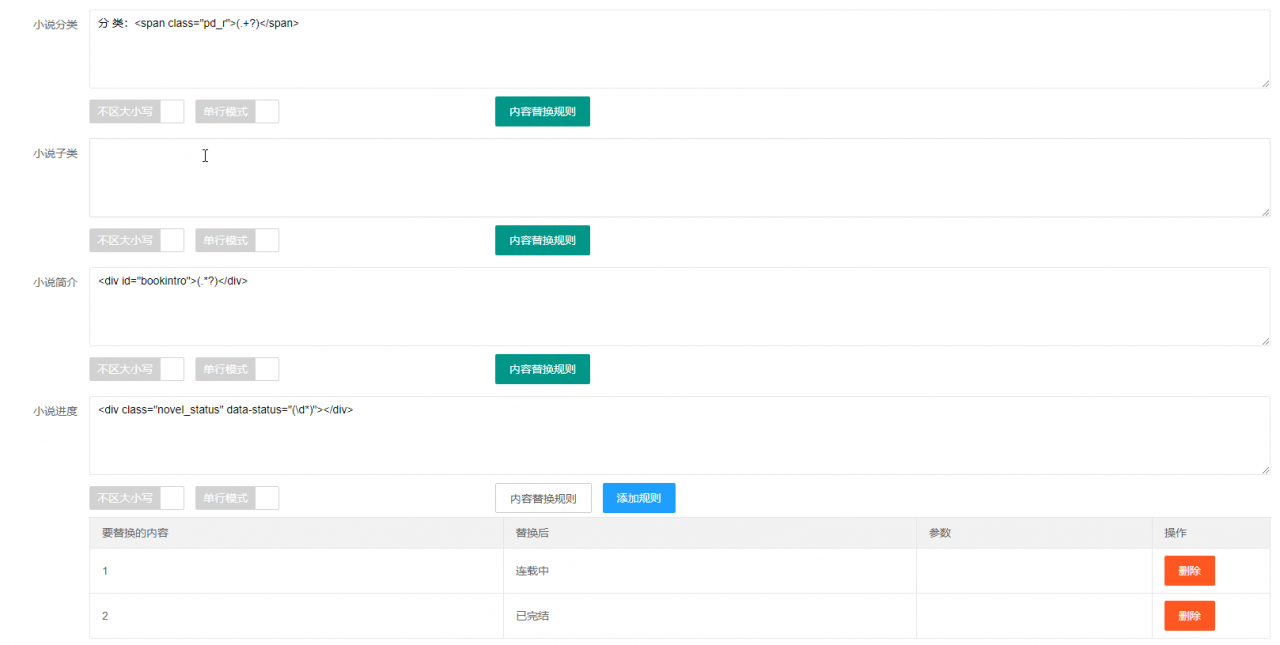 小说分类
分 类：<span class="pd_r">(.+?)</span>
不区大小写 单行模式 内容替换规则
小说子类
不区大小写 单行模式 内容替换规则
小说简介
<div id="bookintro">(.*?)</div>
不区大小写 单行模式 内容替换规则
小说进度
<div class="novel_status" data-status="(\d*)"></div>
不区大小写 单行模式 内容替换规则 添加规则
要替换的内容 替换后 参数 操作
1 连载中 删除
2 已完结 删除